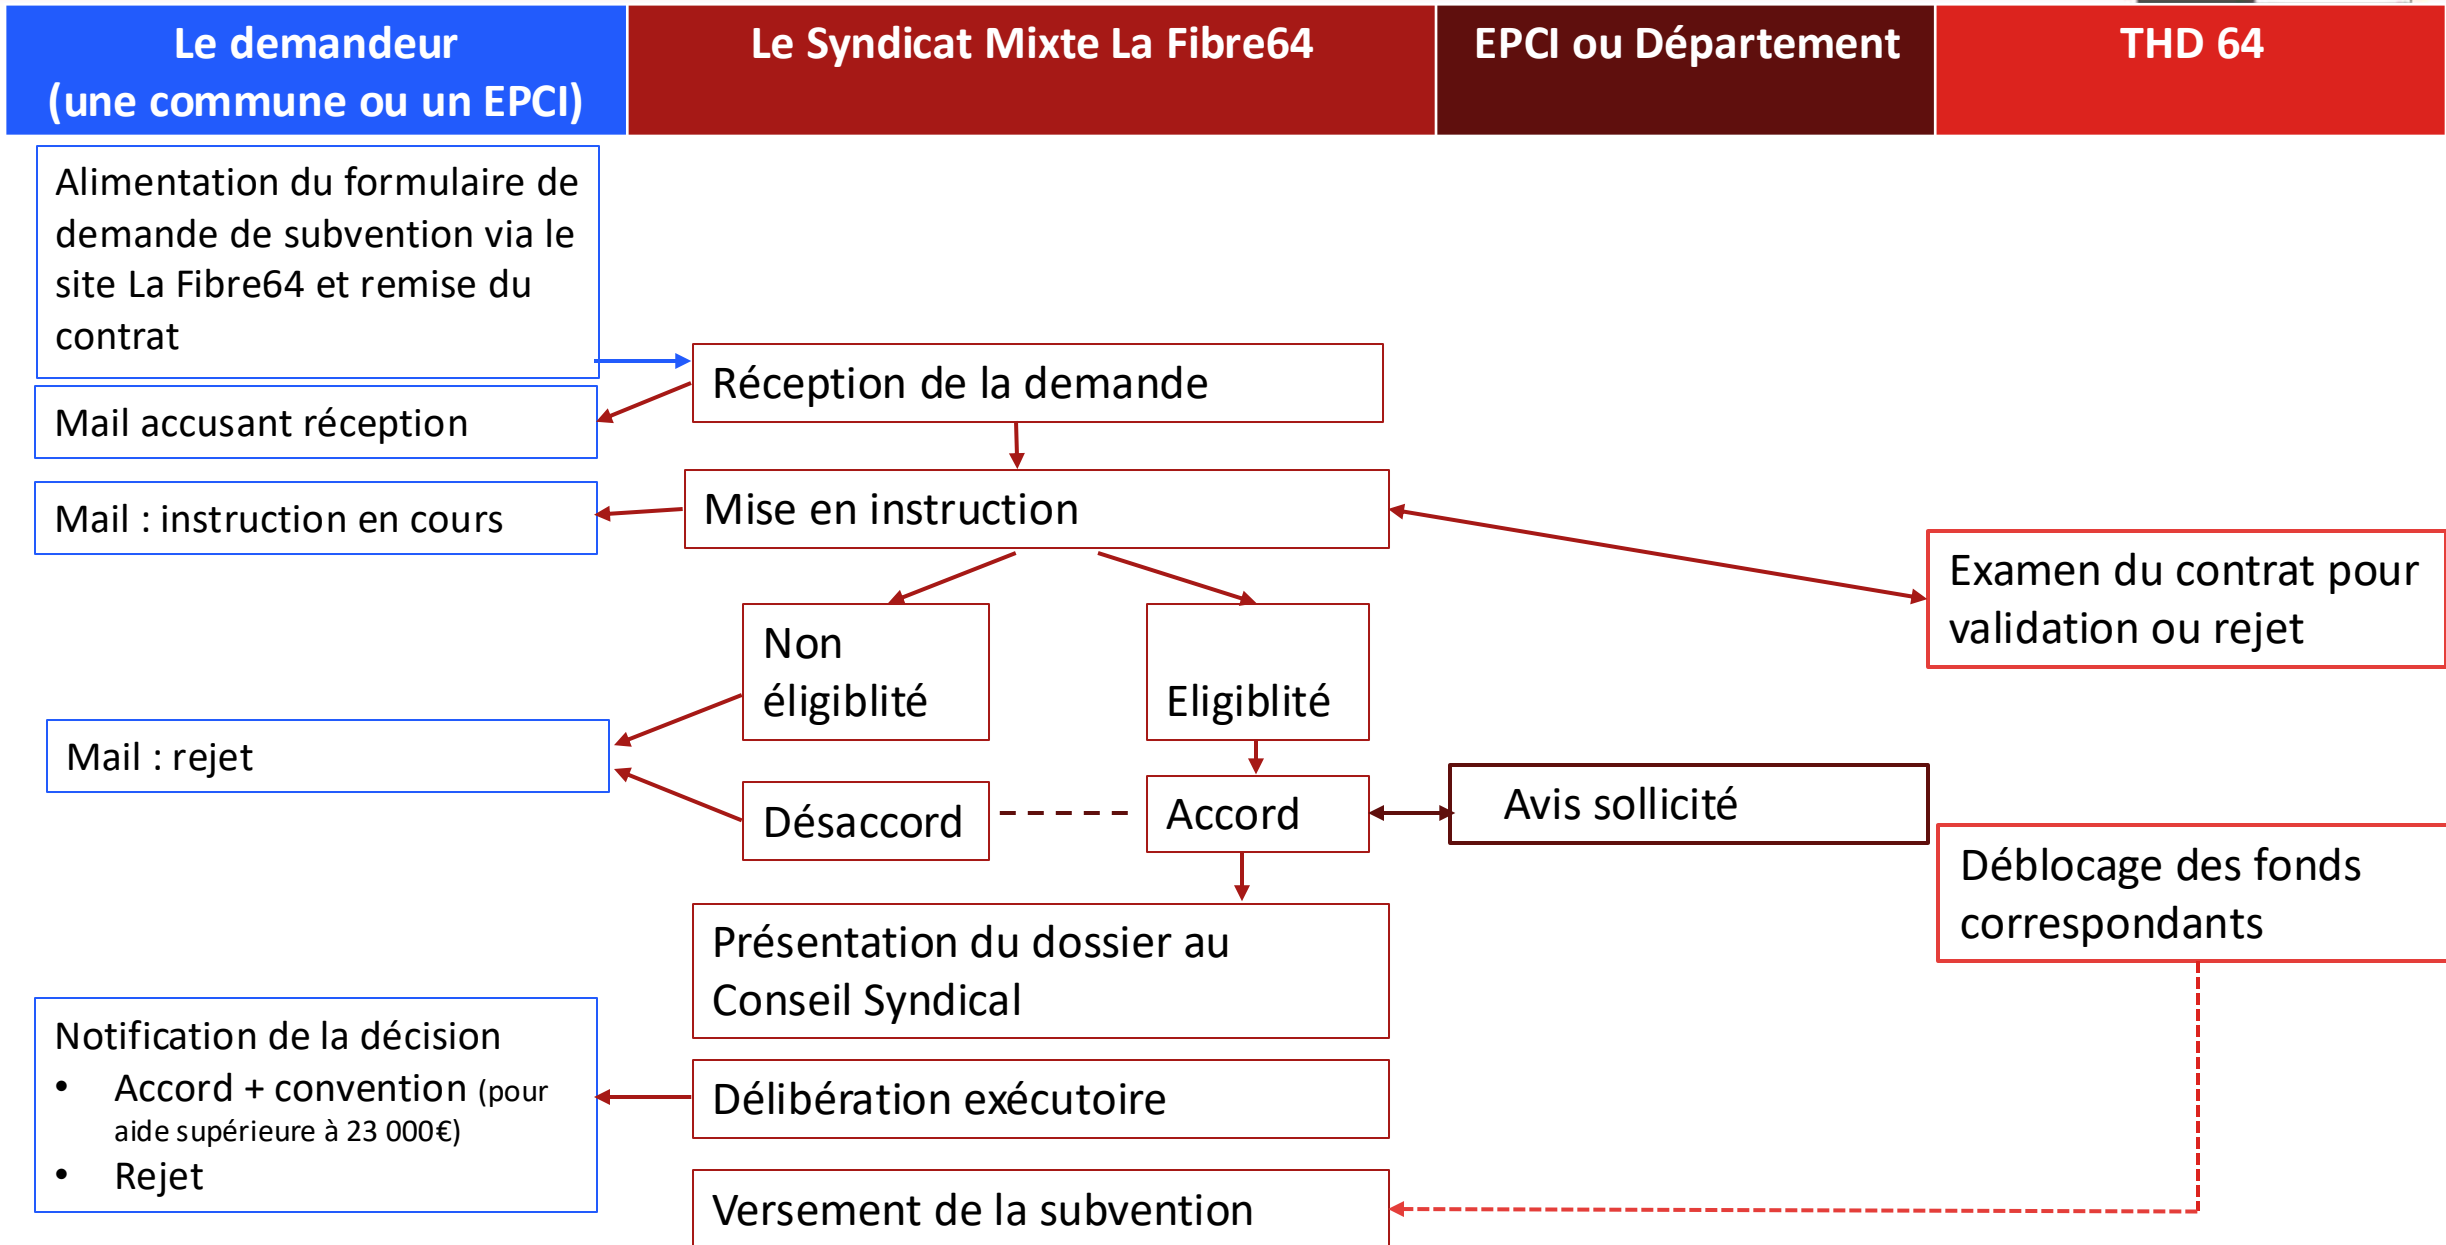 Le demandeur
(une commune ou un EPCI)
Le Syndicat Mixte La Fibre64
EPCI ou Département
THD 64
Alimentation du formulaire de
demande de subvention via le
site La Fibre64 et remise du
contrat
Réception de la demande
Mail accusant réception
Mise en instruction
Mail : instruction en cours
Examen du contrat pour
validation ou rejet
Non
éligiblité
Eligiblité
Mail : rejet
Désaccord
Accord
Avis sollicité
Déblocage des fonds
correspondants
Présentation du dossier au
Conseil Syndical
Notification de la décision
• Accord + convention (pour
aide supérieure à 23 000€)
• Rejet
Délibération exécutoire
Versement de la subvention